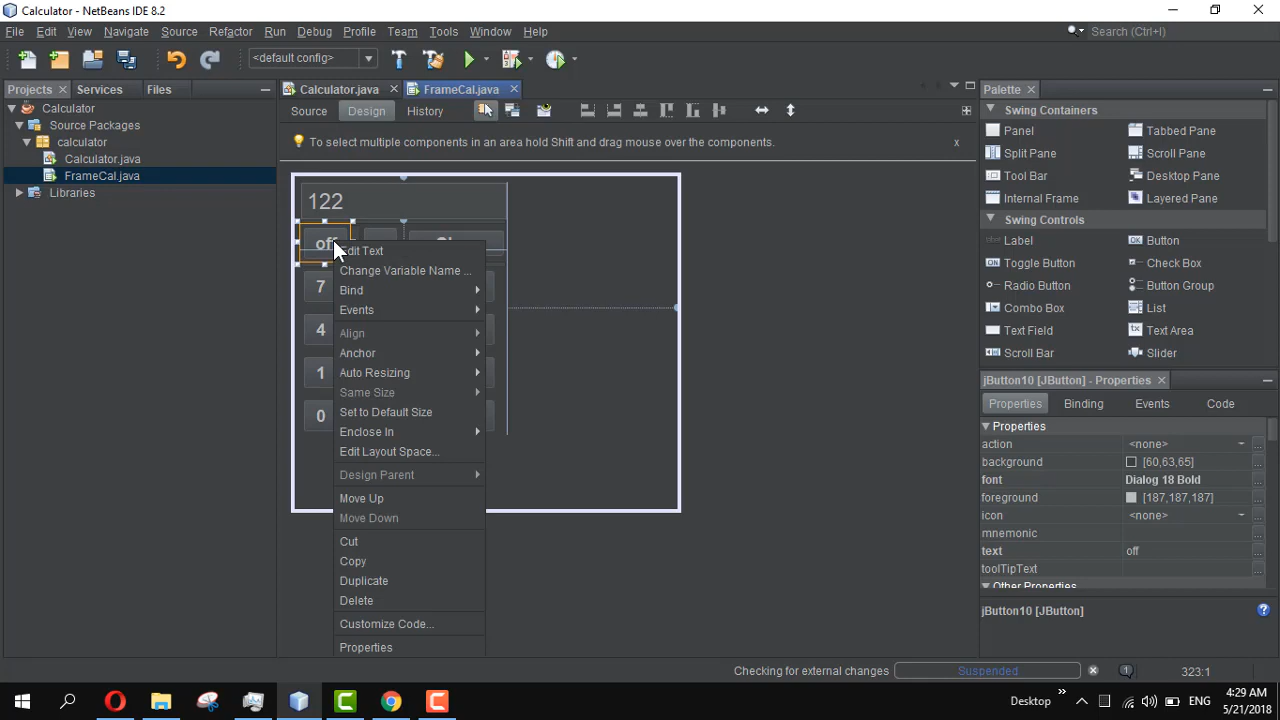 Calculator - NetBeans IDE 8.2
File Edit View Navigate Source Refactor Run Debug Profile Team Tools Window Help
Search (Ctrl+I)
<default config>
Projects Services Files
Calculator
Source Packages
calculator
Calculator.java
FrameCal.java
Libraries
Calculator.java FrameCal.java
Source Design History
To select multiple components in an area hold Shift and drag mouse over the components.
x
122
off
7
4
1
0
Edit Text
Change Variable Name ...
Bind
Events
Align
Anchor
Auto Resizing
Same Size
Set to Default Size
Enclose In
Edit Layout Space...
Design Parent
Move Up
Move Down
Cut
Copy
Duplicate
Delete
Customize Code...
Properties
Palette
Swing Containers
Panel Tabbed Pane
Split Pane Scroll Pane
Tool Bar Desktop Pane
Internal Frame Layered Pane
Swing Controls
Label Button
Toggle Button Check Box
Radio Button Button Group
Combo Box List
Text Field Text Area
Scroll Bar Slider
jButton10 [JButton] - Properties
Properties Binding Events Code
Properties
action <none>
background [60,63,65]
font Dialog 18 Bold
foreground [187,187,187]
icon <none>
mnemonic
text off
toolTipText
Other Properties
jButton10 [JButton]
Checking for external changes Suspended
323:1
Desktop
ENG
4:29 AM
5/21/2018